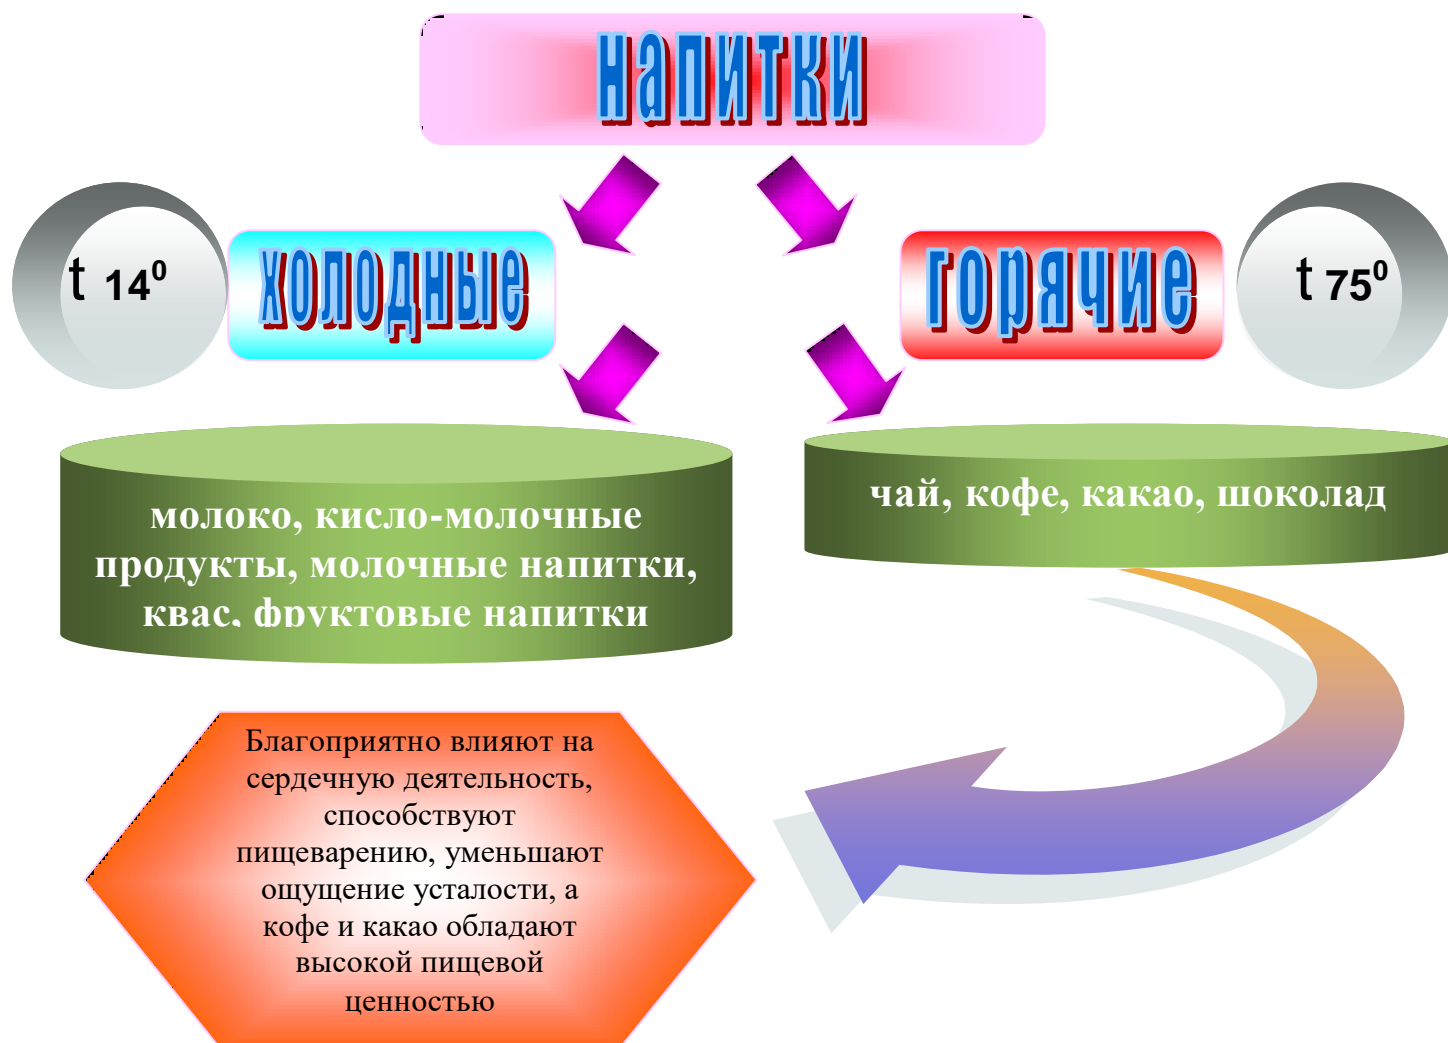 напитки
t 14⁰
холодные
горячие
t 75⁰
молоко, кисло-молочные
продукты, молочные напитки,
квас, фруктовые напитки
чай, кофе, какао, шоколад
Благоприятно влияют на
сердечную деятельность,
способствуют
пищеварению, уменьшают
ощущение усталости, а
кофе и какао обладают
высокой пищевой
ценностью